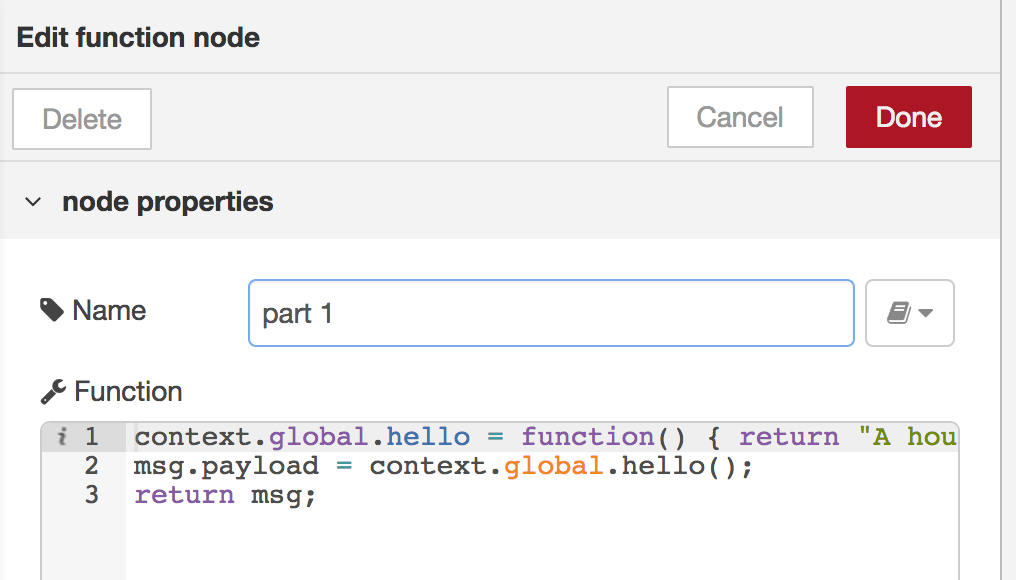 Edit function node
Delete Cancel Done
node properties
Name part 1
Function
i 1 context.global.hello = function() { return "A hou
2 msg.payload = context.global.hello();
3 return msg;